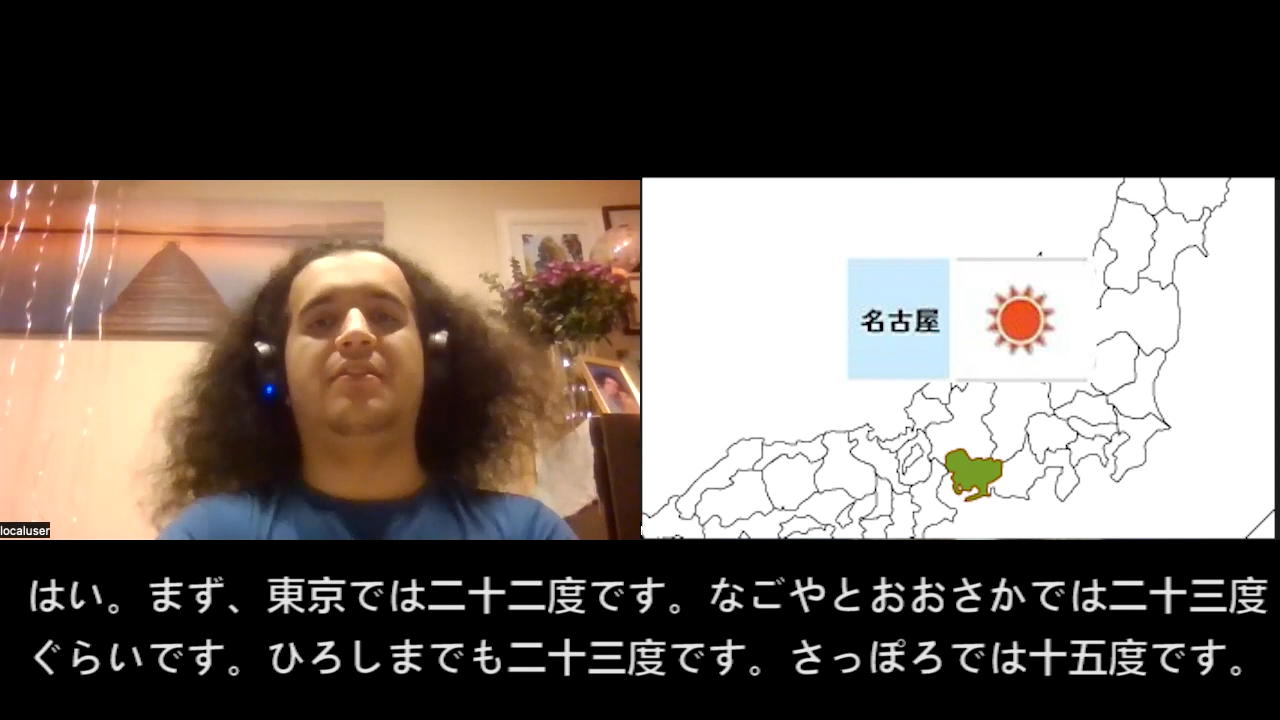 名古屋
localuser
はい。まず、東京では二十二度です。なごやとおおさかでは二十三度
ぐらいです。ひろしまでも二十三度です。さっぽろでは十五度です。